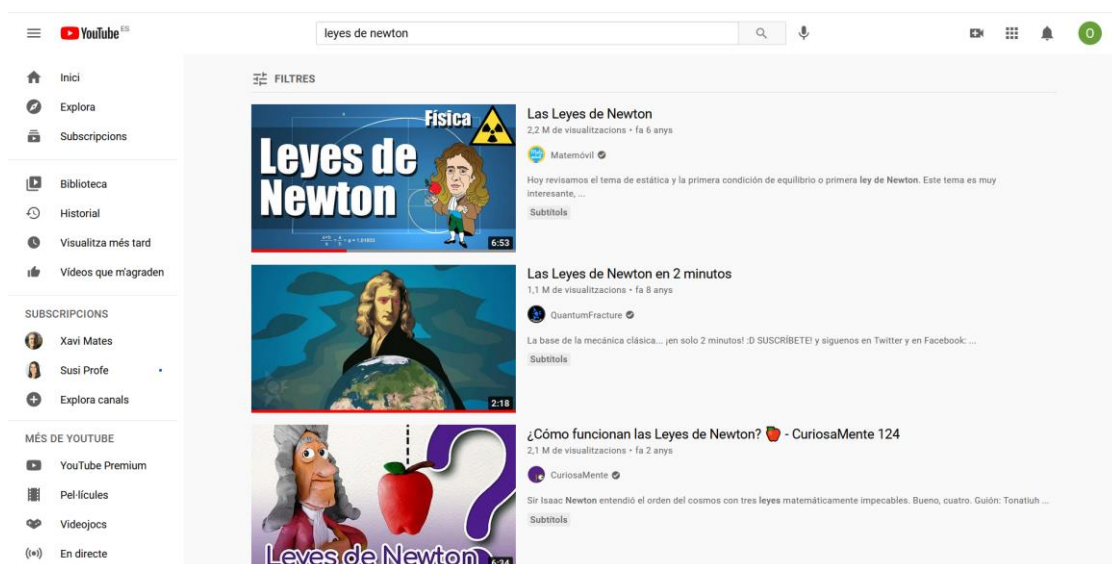 YouTube ES
leyes de newton
O
Inici
Explora
Subscripcions
Biblioteca
Historial
Visualitza més tard
Vídeos que m'agraden
SUBSCRIPCIONS
Xavi Mates
Susi Profe
Explora canals
MÉS DE YOUTUBE
YouTube Premium
Pel·lícules
Videojocs
En directe
FILTRES
Física
Leyes de
Newton
6:53
Las Leyes de Newton
2,2 M de visualitzacions • fa 6 anys
Matemóvil
Hoy revisamos el tema de estática y la primera condición de equilibrio o primera ley de Newton. Este tema es muy
interesante, ...
Subtítols
2:18
Las Leyes de Newton en 2 minutos
1,1 M de visualitzacions • fa 8 anys
QuantumFracture
La base de la mecánica clásica... ¡en solo 2 minutos! :D SUSCRÍBETE! y siguenos en Twitter y en Facebook: ...
Subtítols
Leyes de Newton
6:34
¿Cómo funcionan las Leyes de Newton? 🍎 - CuriosaMente 124
2,1 M de visualitzacions • fa 2 anys
CuriosaMente
Sir Isaac Newton entendió el orden del cosmos con tres leyes matemáticamente impecables. Bueno, cuatro. Guión: Tonatiuh ...
Subtítols